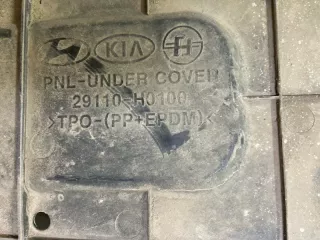 KIA
PNL-UNDER COVER
29110-H0100
>TPO-(PP+EPDM)<